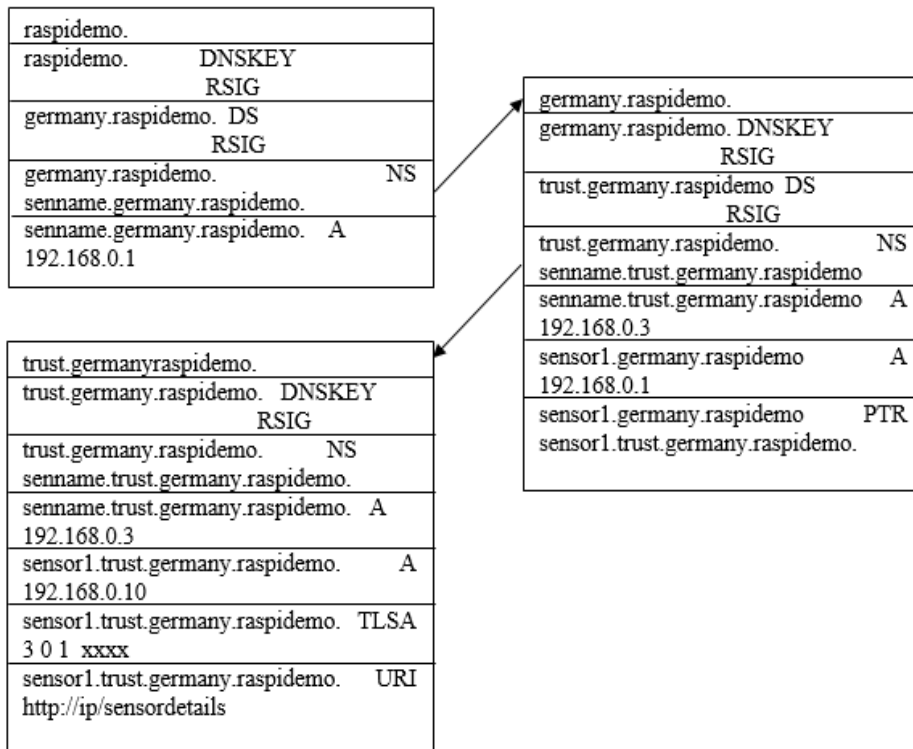 raspidemo.
raspidemo. DNSKEY
RSIG
germany.raspidemo. DS
RSIG
germany.raspidemo. NS
senname.germany.raspidemo.
senname.germany.raspidemo. A
192.168.0.1
germany.raspidemo.
germany.raspidemo. DNSKEY
RSIG
trust.germany.raspidemo DS
RSIG
trust.germany.raspidemo. NS
senname.trust.germany.raspidemo
senname.trust.germany.raspidemo A
192.168.0.3
sensor1.germany.raspidemo A
192.168.0.1
sensor1.germany.raspidemo PTR
sensor1.trust.germany.raspidemo.
trust.germanyraspidemo.
trust.germany.raspidemo. DNSKEY
RSIG
trust.germany.raspidemo. NS
senname.trust.germany.raspidemo.
senname.trust.germany.raspidemo. A
192.168.0.3
sensor1.trust.germany.raspidemo. A
192.168.0.10
sensor1.trust.germany.raspidemo. TLSA
3 0 1 xxxx
sensor1.trust.germany.raspidemo. URI
http://ip/sensordetails